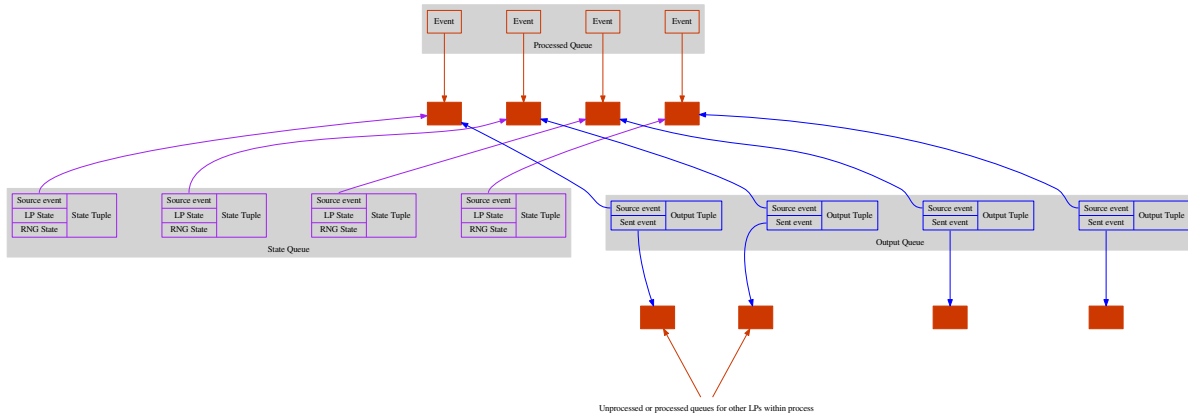 Event
Event
Event
Event
Processed Queue
Source event
LP State
RNG State
State Tuple
Source event
LP State
RNG State
State Tuple
Source event
LP State
RNG State
State Tuple
Source event
LP State
RNG State
State Tuple
State Queue
Source event
Sent event
Output Tuple
Source event
Sent event
Output Tuple
Source event
Sent event
Output Tuple
Source event
Sent event
Output Tuple
Output Queue
Unprocessed or processed queues for other LPs within process